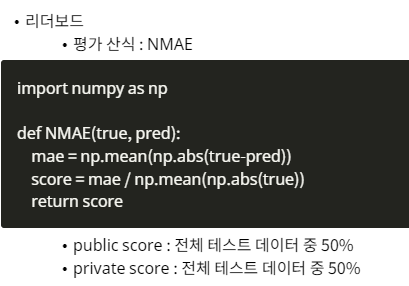 • 리더보드
• 평가 산식 : NMAE
import numpy as np
def NMAE(true, pred):
mae = np.mean(np.abs(true-pred))
score = mae / np.mean(np.abs(true))
return score
• public score : 전체 테스트 데이터 중 50%
• private score : 전체 테스트 데이터 중 50%